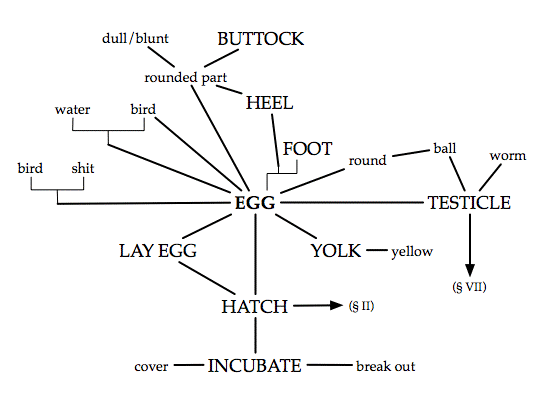 dull/blunt BUTTOCK
rounded part
HEEL
water bird
FOOT
ball
round
worm
bird shit
EGG
TESTICLE
LAY EGG YOLK yellow
(§ VII)
HATCH (§ II)
cover INCUBATE break out